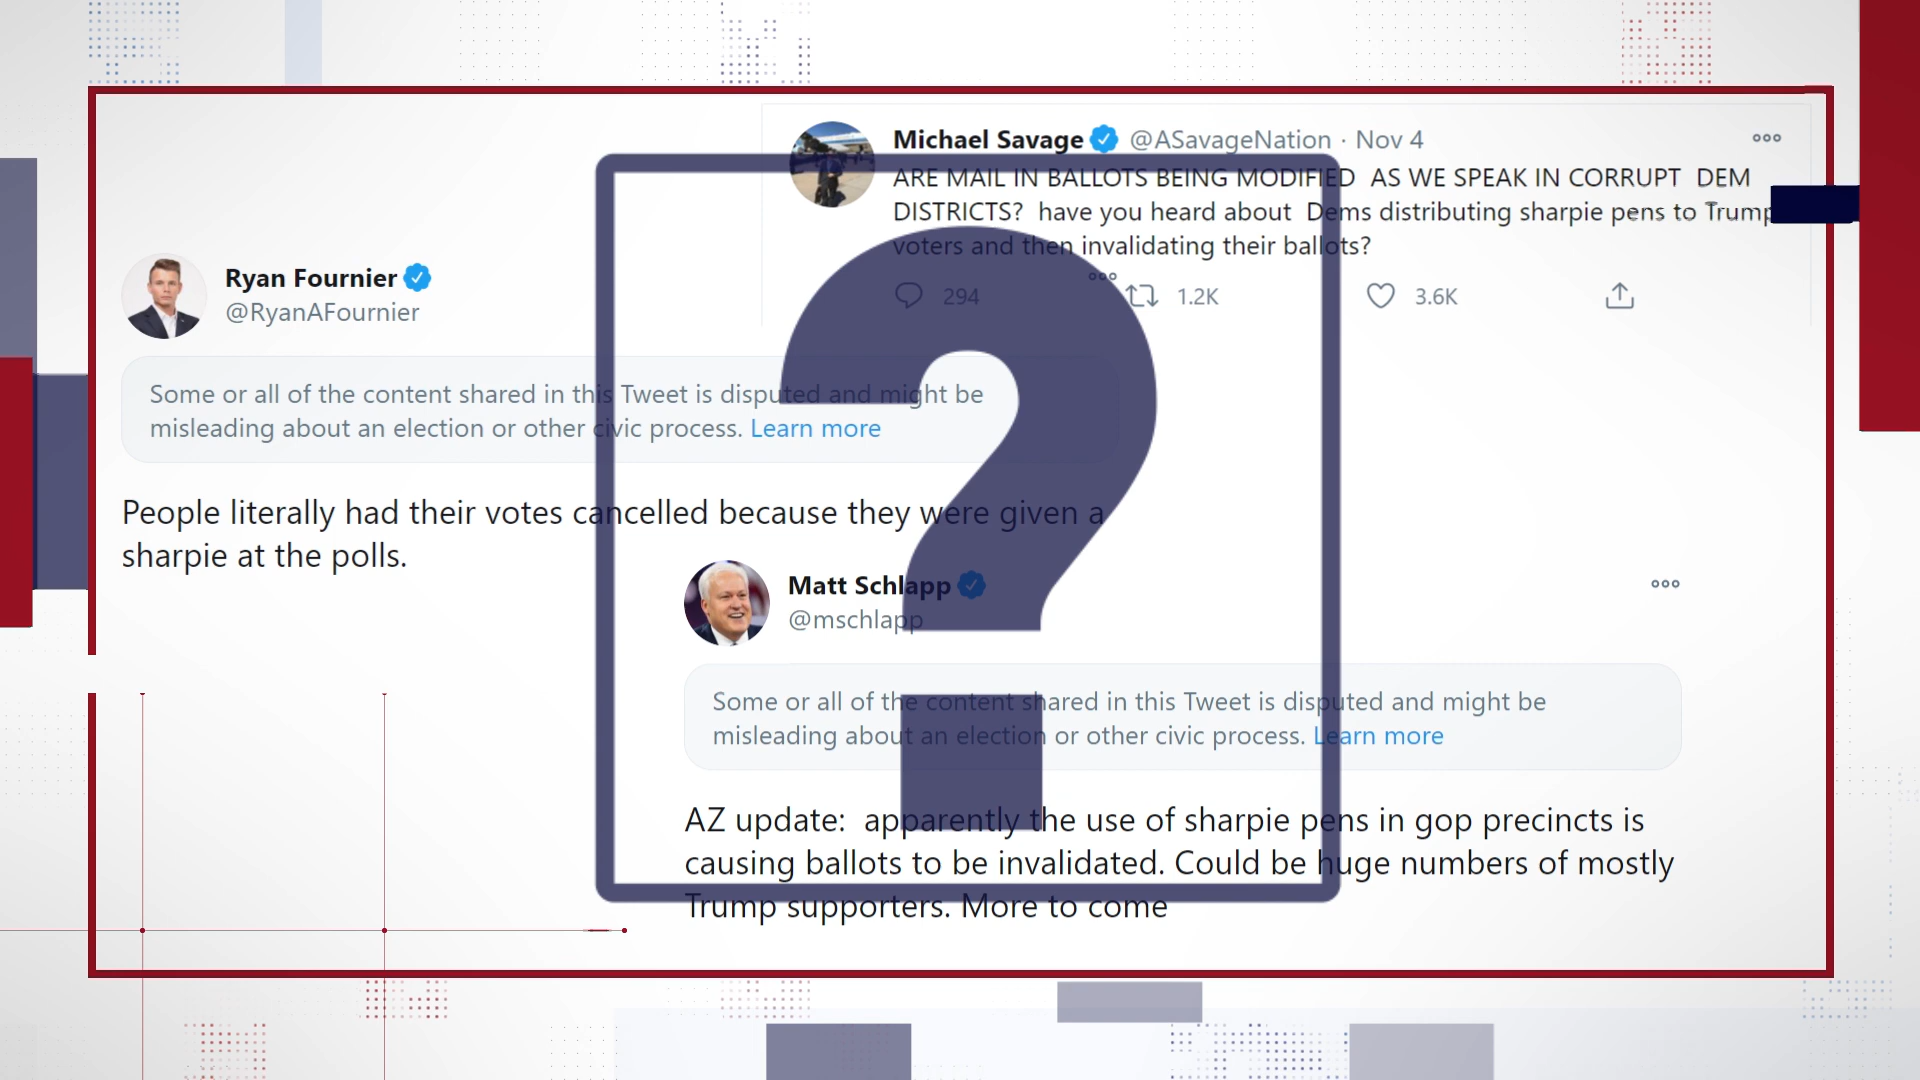 Michael Savage @ASavageNation · Nov 4
ARE MAIL IN BALLOTS BEING MODIFIED AS WE SPEAK IN CORRUPT DEM
DISTRICTS? have you heard about Dems distributing sharpie pens to Trump
voters and then invalidating their ballots?
294 1.2K 3.6K
Ryan Fournier
@RyanAFournier
Some or all of the content shared in this Tweet is disputed and might be
misleading about an election or other civic process. Learn more
People literally had their votes cancelled because they were given a
sharpie at the polls.
Matt Schlapp
@mschlapp
Some or all of the content shared in this Tweet is disputed and might be
misleading about an election or other civic process. Learn more
AZ update: apparently the use of sharpie pens in gop precincts is
causing ballots to be invalidated. Could be huge numbers of mostly
Trump supporters. More to come
?